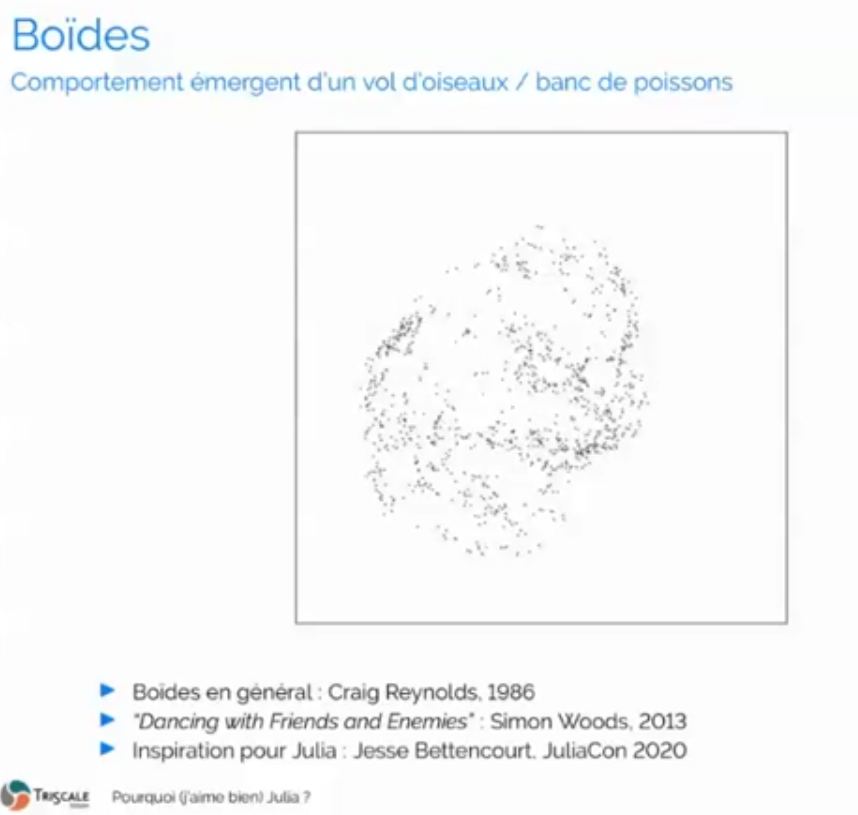 Boïdes
Comportement émergent d'un vol d'oiseaux / banc de poissons
Boïdes en général : Craig Reynolds, 1986
"Dancing with Friends and Enemies" : Simon Woods, 2013
Inspiration pour Julia : Jesse Bettencourt, JuliaCon 2020
TRISCALE
Pourquoi (j'aime bien) Julia ?